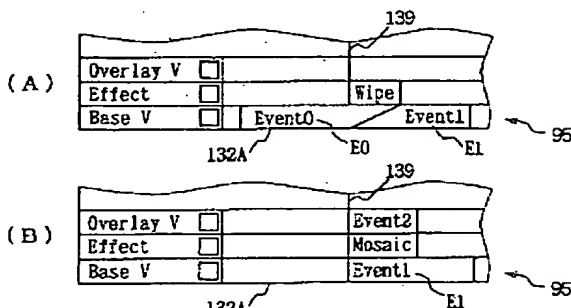 139
(A)
Overlay V
Effect Wipe
Base V Event0 Event1
132A E0 E1 95
139
(B)
Overlay V Event2
Effect Mosaic
Base V Event1
132A E1 95